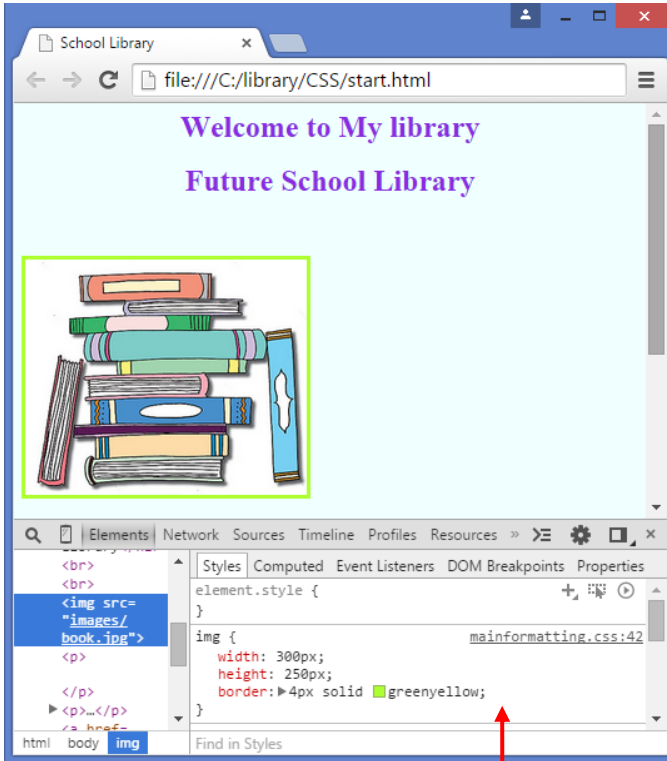 School Library
file:///C:/library/CSS/start.html
Welcome to My library
Future School Library
Elements Network Sources Timeline Profiles Resources »
<br>
<br>
<img src=
"images/
book.jpg">
<p>
</p>
▶<p>…</p>
<a href=
html body img
Styles Computed Event Listeners DOM Breakpoints Properties
element.style {
}
img { mainformatting.css:42
width: 300px;
height: 250px;
border:▶4px solid greenyellow;
}
Find in Styles